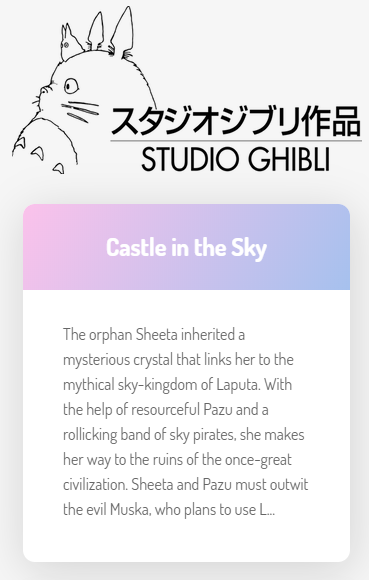 スタジオジブリ作品
STUDIO GHIBLI
Castle in the Sky
The orphan Sheeta inherited a
mysterious crystal that links her to the
mythical sky-kingdom of Laputa. With
the help of resourceful Pazu and a
rollicking band of sky pirates, she makes
her way to the ruins of the once-great
civilization. Sheeta and Pazu must outwit
the evil Muska, who plans to use L...